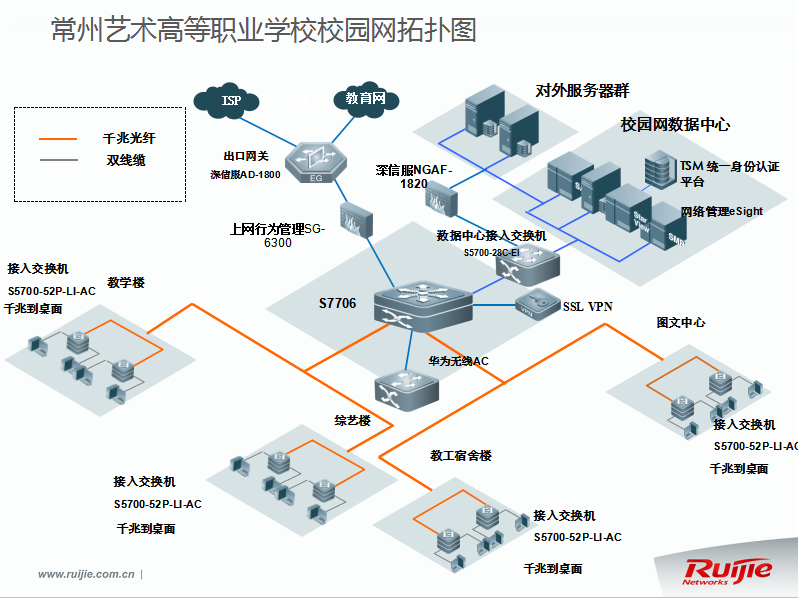 常州艺术高等职业学校校园网拓扑图
ISP
教育网
对外服务器群
校园网数据中心
千兆光纤
双线缆
出口网关
深信服AD-1800
EG
深信服NGAF-
1820
TSM 统一身份认证
平台
网络管理eSight
Star
View
SMP
上网行为管理SG-
6300
数据中心接入交换机
S5700-28C-EI
接入交换机
S5700-52P-LI-AC
千兆到桌面
教学楼
S7706
VPN
SSL VPN
图文中心
华为无线AC
综艺楼
接入交换机
S5700-52P-LI-AC
千兆到桌面
教工宿舍楼
接入交换机
S5700-52P-LI-AC
千兆到桌面
接入交换机
S5700-52P-LI-AC
千兆到桌面
www.ruijie.com.cn |
Ruijie
Networks